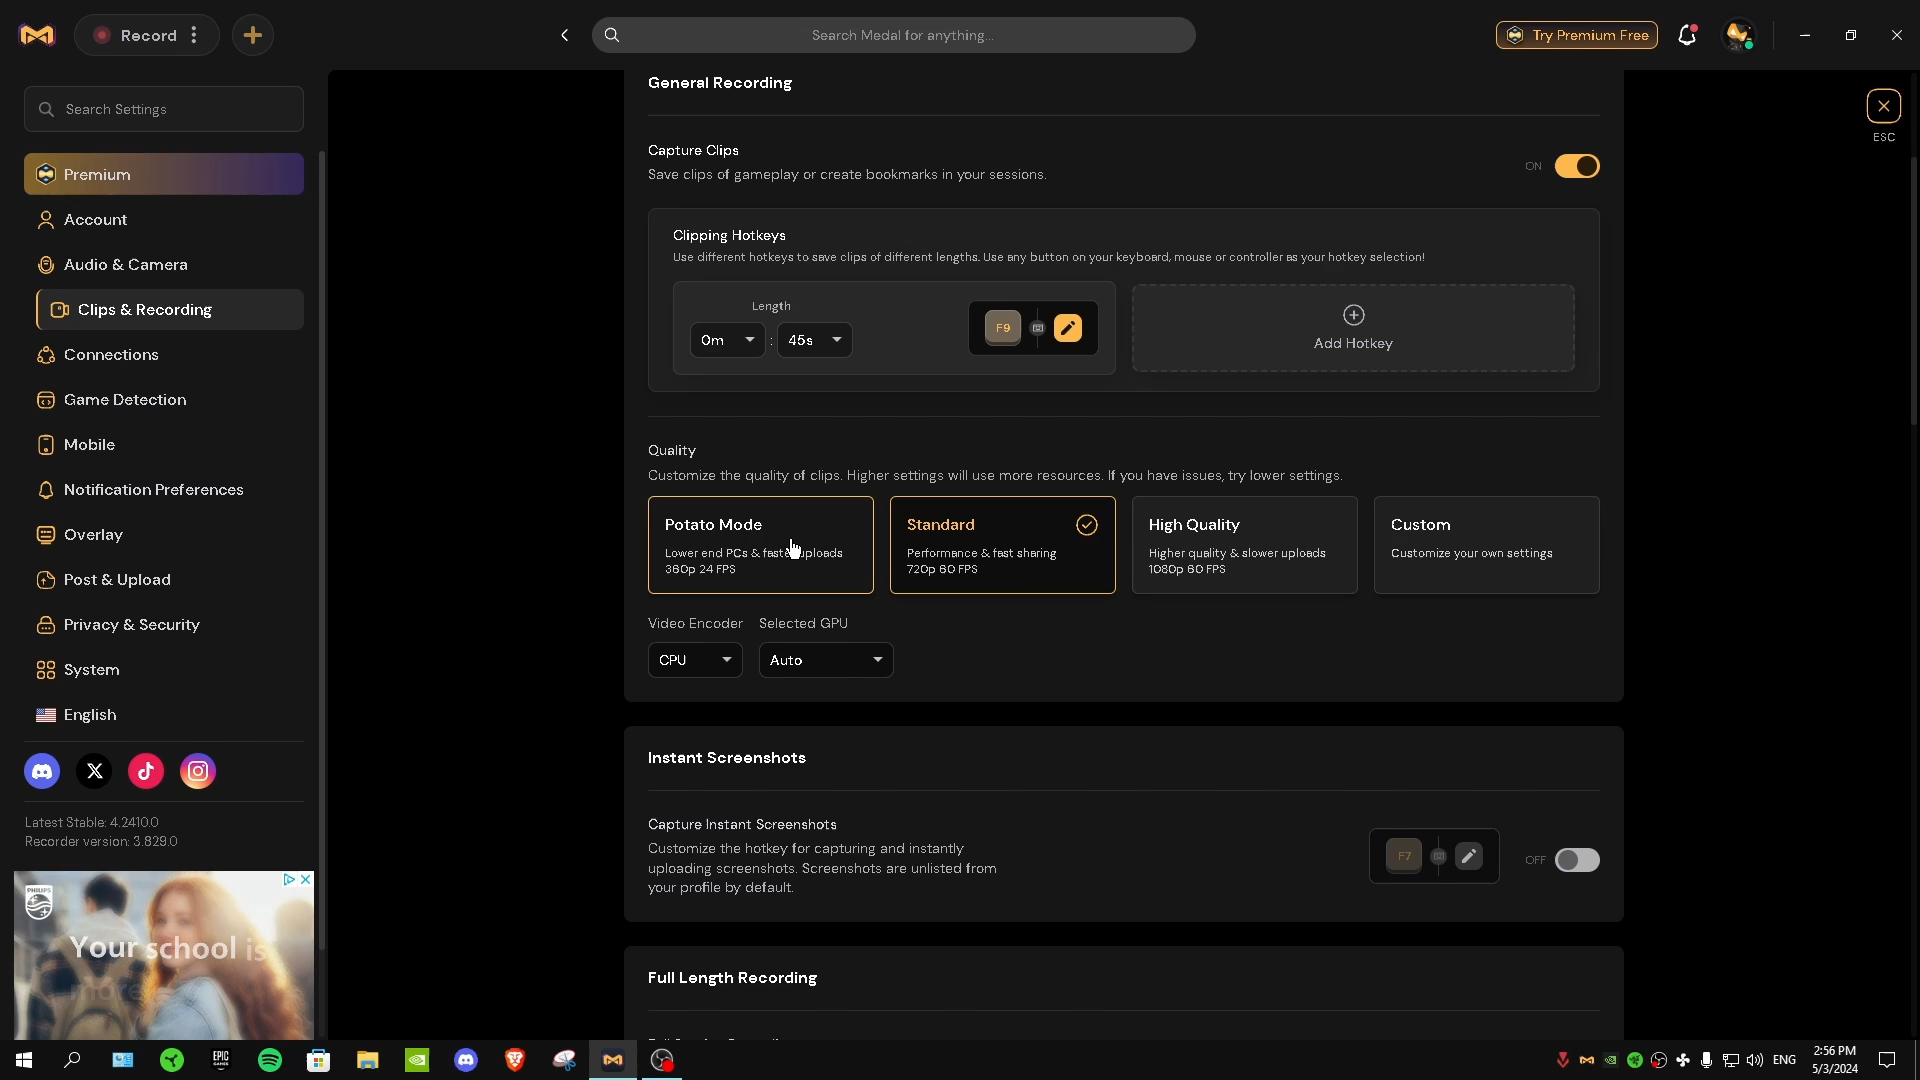 Record
Search Medal for anything...
Try Premium Free
Search Settings
Premium
Account
Audio & Camera
Clips & Recording
Connections
Game Detection
Mobile
Notification Preferences
Overlay
Post & Upload
Privacy & Security
System
English
Latest Stable: 4.2410.0
Recorder version: 3.829.0
PHILIPS
Your school is
more
General Recording
ESC
Capture Clips
Save clips of gameplay or create bookmarks in your sessions.
ON
Clipping Hotkeys
Use different hotkeys to save clips of different lengths. Use any button on your keyboard, mouse or controller as your hotkey selection!
Length
0m : 45s
F9
Add Hotkey
Quality
Customize the quality of clips. Higher settings will use more resources. If you have issues, try lower settings.
Potato Mode
Lower end PCs & faster uploads
360p 24 FPS
Standard
Performance & fast sharing
720p 60 FPS
High Quality
Higher quality & slower uploads
1080p 60 FPS
Custom
Customize your own settings
Video Encoder Selected GPU
CPU Auto
Instant Screenshots
Capture Instant Screenshots
Customize the hotkey for capturing and instantly
uploading screenshots. Screenshots are unlisted from
your profile by default.
F7
OFF
Full Length Recording
EPIC
GAMES
ENG
2:56 PM
5/3/2024